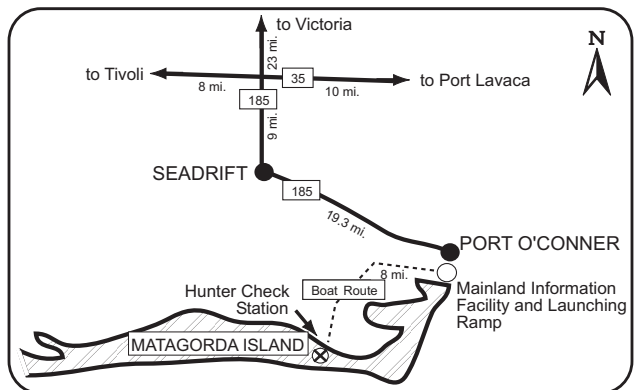 to Victoria
N
23 mi.
to Tivoli
35
to Port Lavaca
8 mi.
10 mi.
185
9 mi.
SEADRIFT
185
19.3 mi.
PORT O'CONNER
8 mi.
Mainland Information
Facility and Launching
Ramp
Boat Route
Hunter Check
Station
MATAGORDA ISLAND